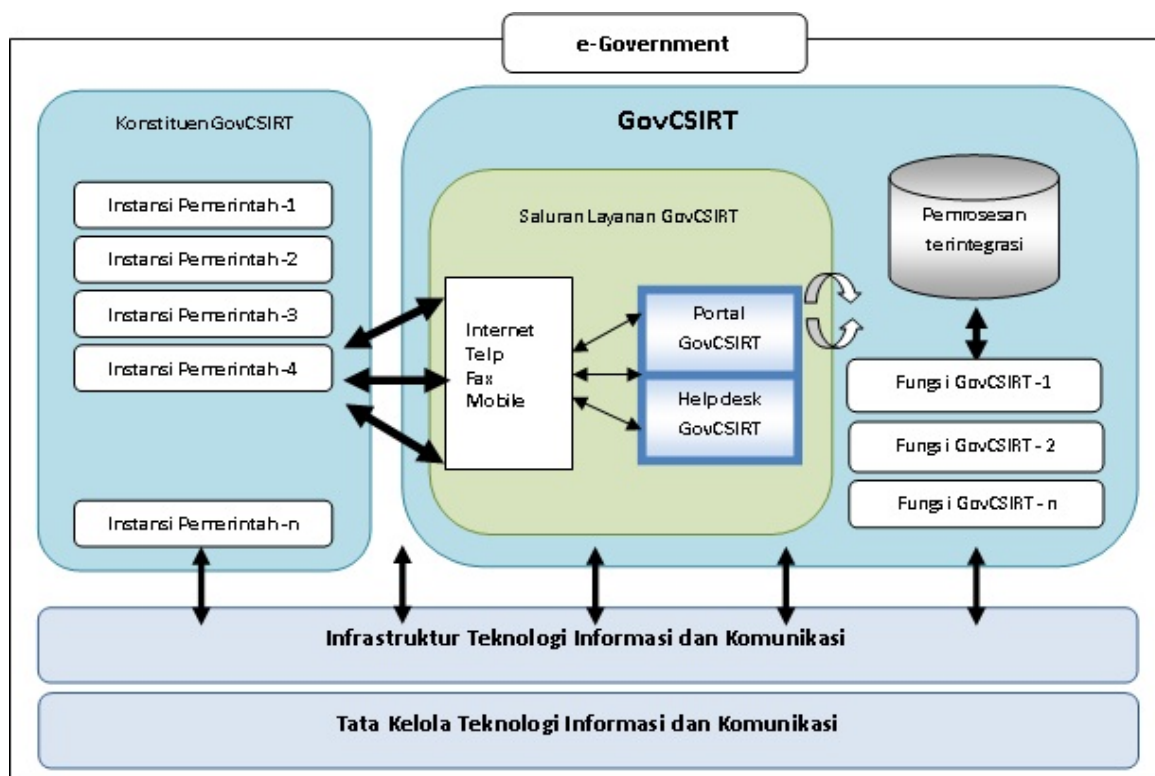 e-Government
Konstituen GovCSIRT
Instansi Pemerintah-1
Instansi Pemerintah-2
Instansi Pemerintah-3
Instansi Pemerintah-4
Instansi Pemerintah-n
GovCSIRT
Saluran Layanan GovCSIRT
Internet
Telp
Fax
Mobile
Portal
GovCSIRT
Helpdesk
GovCSIRT
Pemrosesan
terintegrasi
Fungsi GovCSIRT-1
Fungsi GovCSIRT - 2
Fungsi GovCSIRT - n
Infrastruktur Teknologi Informasi dan Komunikasi
Tata Kelola Teknologi Informasi dan Komunikasi